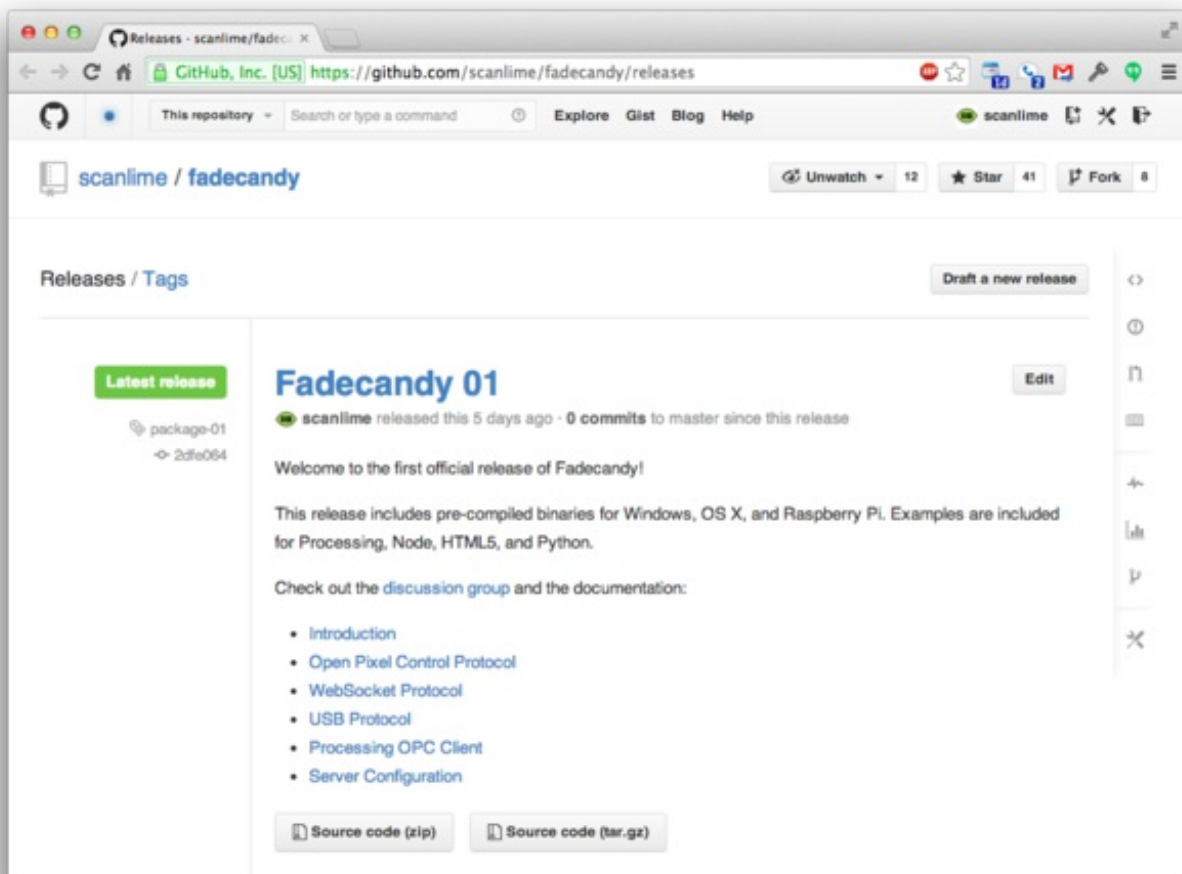 Releases - scanlime/fadec
GitHub, Inc. [US] https://github.com/scanlime/fadecandy/releases
ABP
14
2
This repository Search or type a command Explore Gist Blog Help scanlime
scanlime / fadecandy
Unwatch 12 Star 41 Fork 8
Releases / Tags
Draft a new release
Latest release
package-01
2dfe064
Fadecandy 01
Edit
scanlime released this 5 days ago · 0 commits to master since this release
Welcome to the first official release of Fadecandy!
This release includes pre-compiled binaries for Windows, OS X, and Raspberry Pi. Examples are included
for Processing, Node, HTML5, and Python.
Check out the discussion group and the documentation:
• Introduction
• Open Pixel Control Protocol
• WebSocket Protocol
• USB Protocol
• Processing OPC Client
• Server Configuration
Source code (zip) Source code (tar.gz)